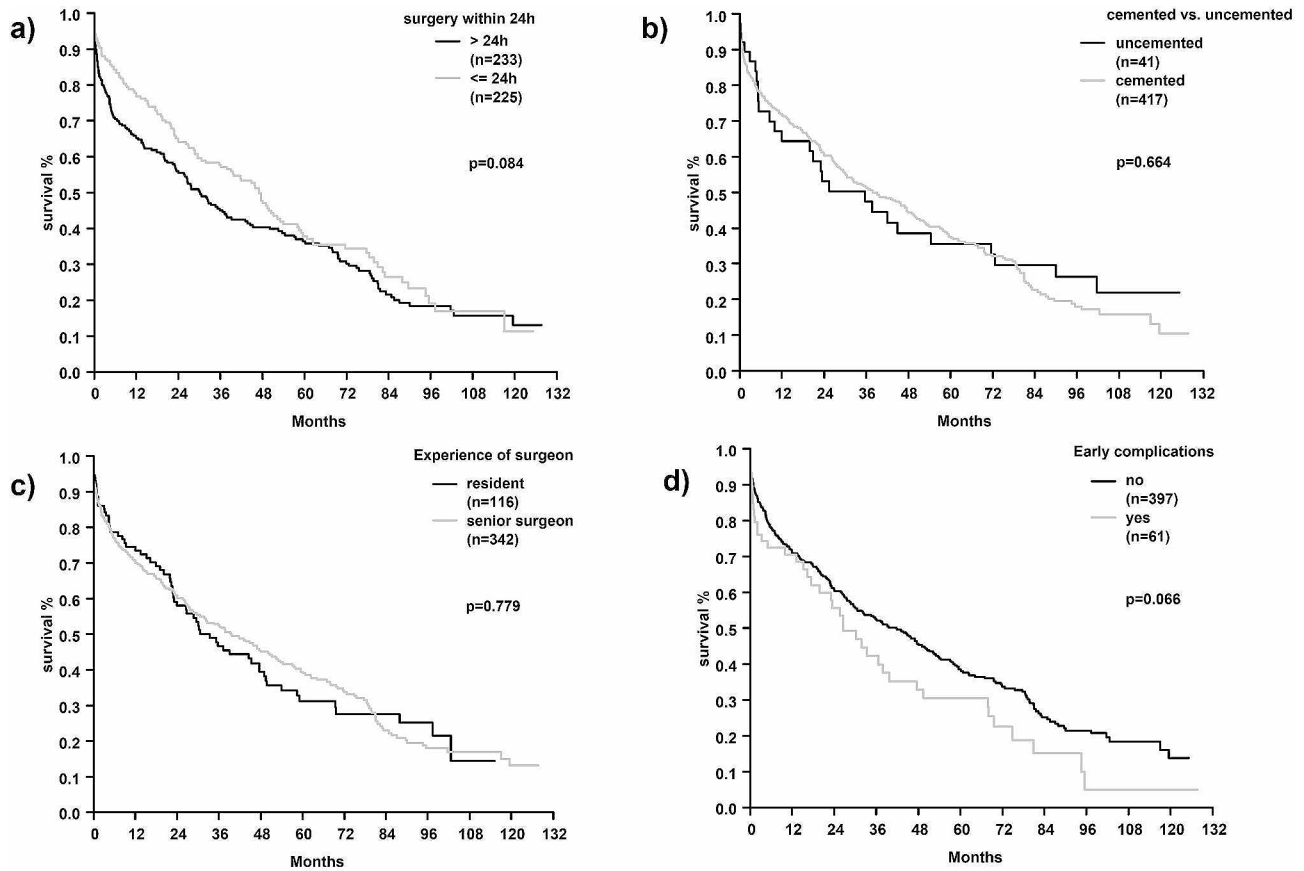 a)
surgery within 24h
> 24h
(n=233)
<= 24h
(n=225)
p=0.084
survival %
1.0
0.9
0.8
0.7
0.6
0.5
0.4
0.3
0.2
0.1
0.0
0 12 24 36 48 60 72 84 96 108 120 132
Months
b)
cemented vs. uncemented
uncemented
(n=41)
cemented
(n=417)
p=0.664
survival %
1.0
0.9
0.8
0.7
0.6
0.5
0.4
0.3
0.2
0.1
0.0
0 12 24 36 48 60 72 84 96 108 120 132
Months
c)
Experience of surgeon
resident
(n=116)
senior surgeon
(n=342)
p=0.779
survival %
1.0
0.9
0.8
0.7
0.6
0.5
0.4
0.3
0.2
0.1
0.0
0 12 24 36 48 60 72 84 96 108 120 132
Months
d)
Early complications
no
(n=397)
yes
(n=61)
p=0.066
survival %
1.0
0.9
0.8
0.7
0.6
0.5
0.4
0.3
0.2
0.1
0.0
0 12 24 36 48 60 72 84 96 108 120 132
Months